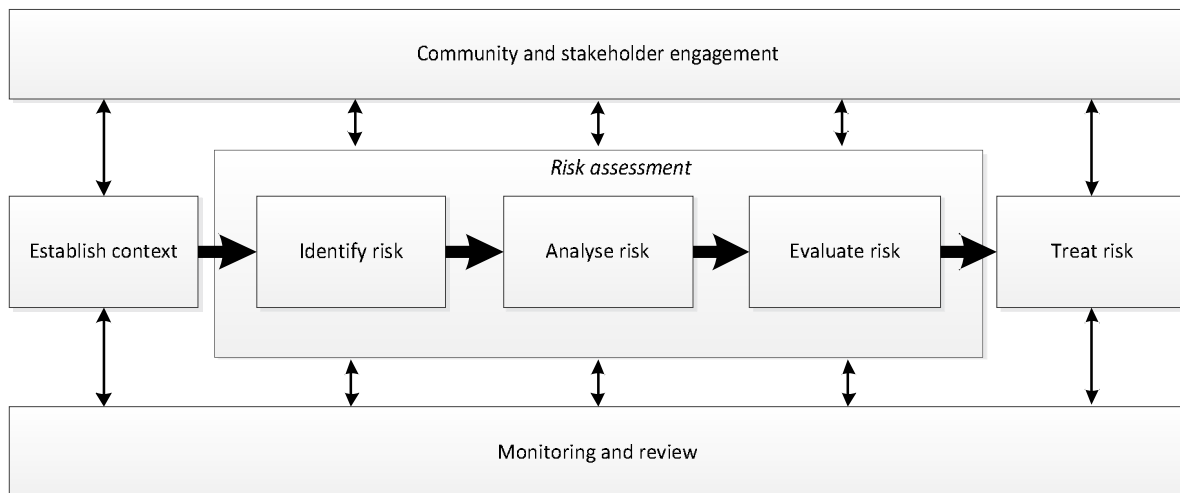 Community and stakeholder engagement
Risk assessment
Establish context
Identify risk
Analyse risk
Evaluate risk
Treat risk
Monitoring and review